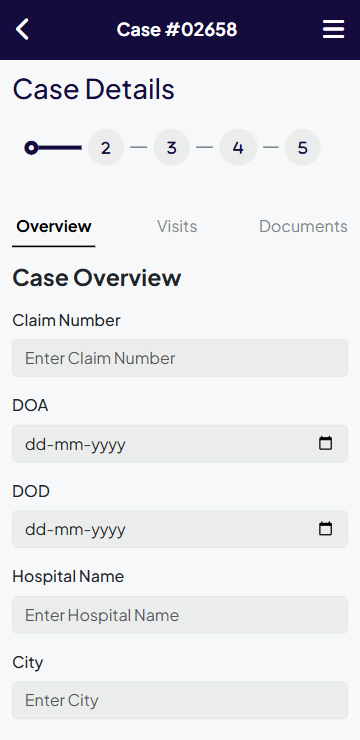 Case #02658
Case Details
2 3 4 5
Overview Visits Documents
Case Overview
Claim Number
Enter Claim Number
DOA
dd-mm-yyyy
DOD
dd-mm-yyyy
Hospital Name
Enter Hospital Name
City
Enter City